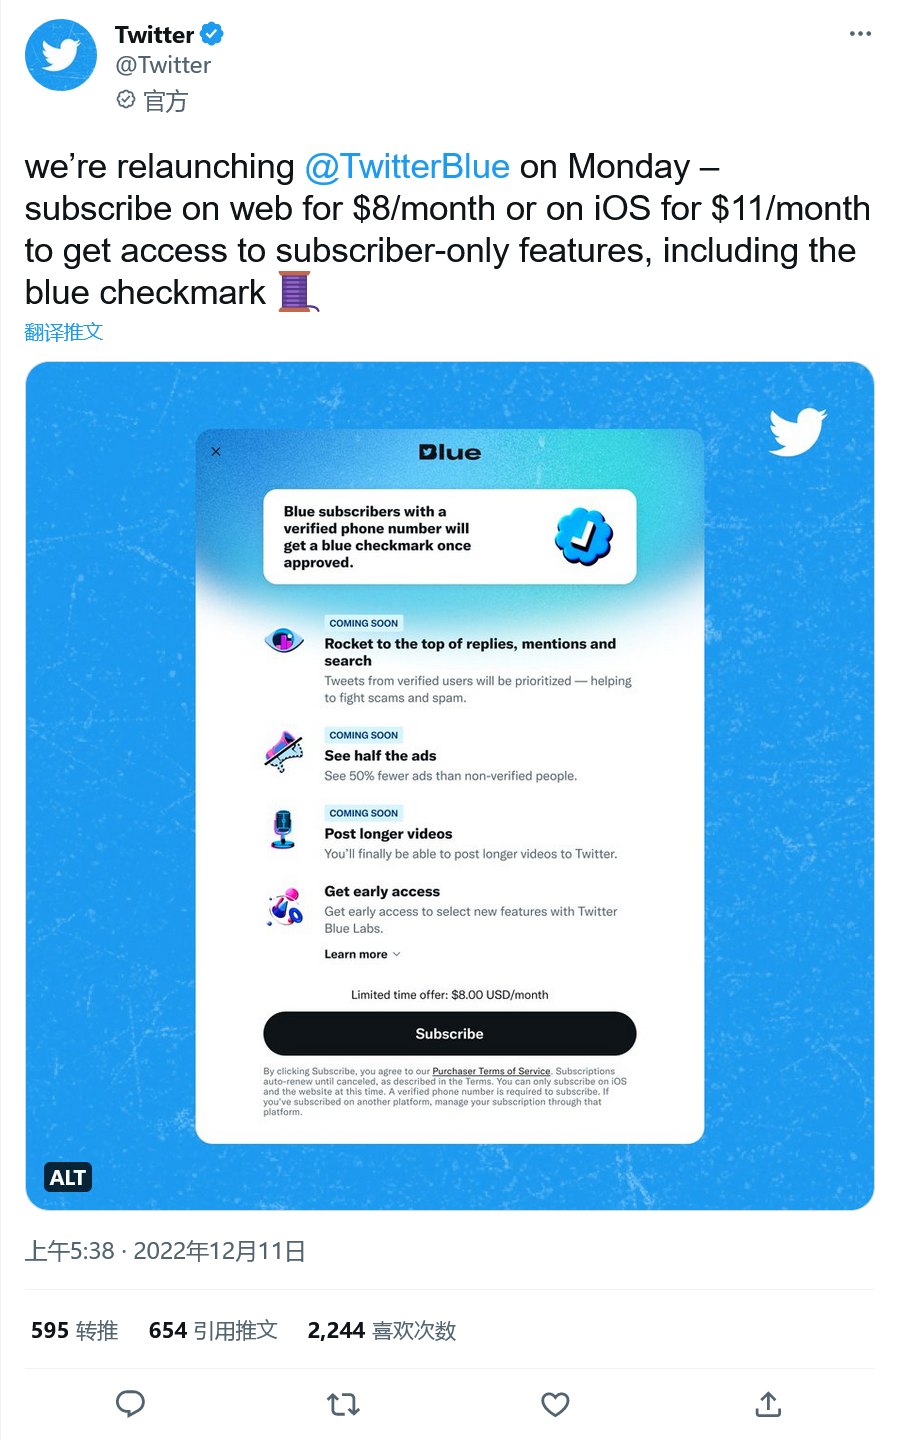 Twitter
@Twitter
官方
we’re relaunching @TwitterBlue on Monday –
subscribe on web for $8/month or on iOS for $11/month
to get access to subscriber-only features, including the
blue checkmark 🧵
翻译推文
Blue
Blue subscribers with a
verified phone number will
get a blue checkmark once
approved.
COMING SOON
Rocket to the top of replies, mentions and
search
Tweets from verified users will be prioritized — helping
to fight scams and spam.
COMING SOON
See half the ads
See 50% fewer ads than non-verified people.
COMING SOON
Post longer videos
You’ll finally be able to post longer videos to Twitter.
Get early access
Get early access to select new features with Twitter
Blue Labs.
Learn more
Limited time offer: $8.00 USD/month
Subscribe
By clicking Subscribe, you agree to our Purchaser Terms of Service. Subscriptions
auto-renew until canceled, as described in the Terms. You can only subscribe on iOS
and the website at this time. A verified phone number is required to subscribe. If
you’ve subscribed on another platform, manage your subscription through that
platform.
ALT
上午5:38 · 2022年12月11日
595 转推 654 引用推文 2,244 喜欢次数